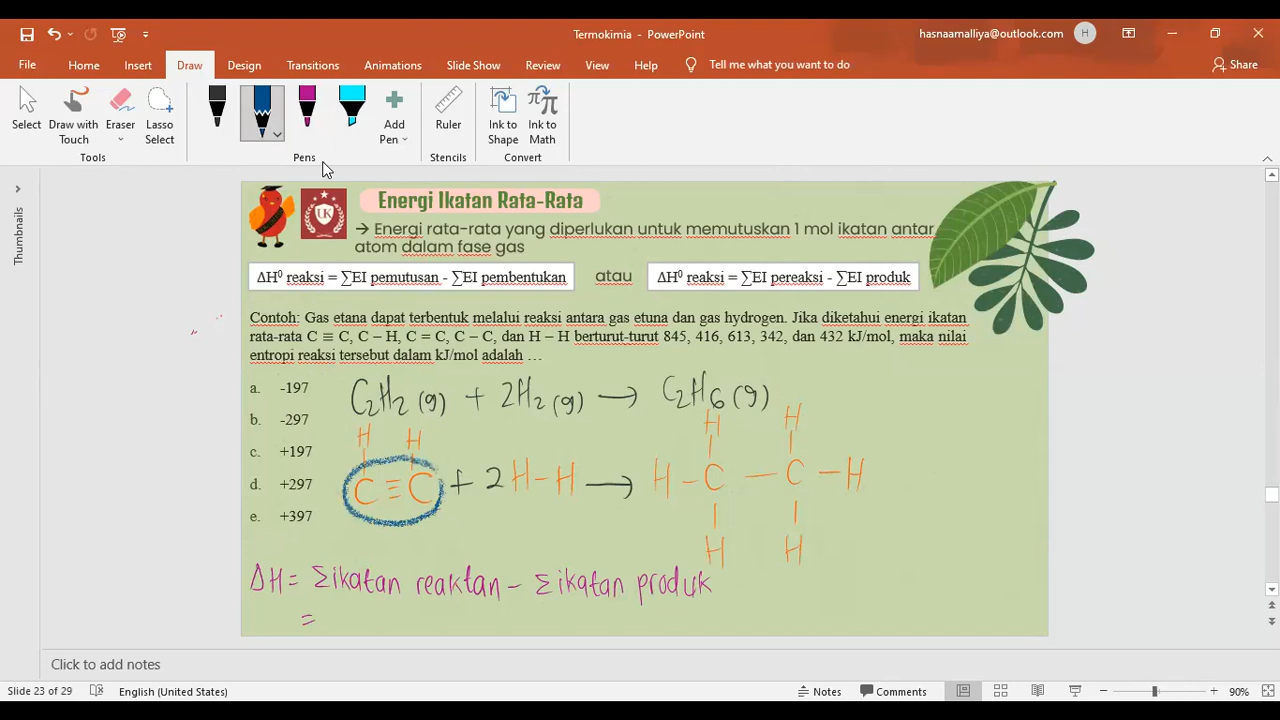 Termokimia - PowerPoint
hasnaamalliya@outlook.com H
File Home Insert Draw Design Transitions Animations Slide Show Review View Help Tell me what you want to do Share
Select Draw with Touch Eraser Lasso Select Add Pen Ruler Ink to Shape Ink to Math
Tools Pens Stencils Convert
Thumbnails
UK
Energi Ikatan Rata-Rata
→ Energi rata-rata yang diperlukan untuk memutuskan 1 mol ikatan antar
atom dalam fase gas
ΔH⁰ reaksi = ∑EI pemutusan - ∑EI pembentukan atau ΔH⁰ reaksi = ∑EI pereaksi - ∑EI produk
Contoh: Gas etana dapat terbentuk melalui reaksi antara gas etuna dan gas hydrogen. Jika diketahui energi ikatan
rata-rata C ≡ C, C − H, C = C, C − C, dan H − H berturut-turut 845, 416, 613, 342, dan 432 kJ/mol, maka nilai
entropi reaksi tersebut dalam kJ/mol adalah …
a. -197
b. -297
c. +197
d. +297
e. +397
C₂H₂ (g) + 2H₂ (g) → C₂H₆ (g)
H H H H
C ≡ C + 2 H - H → H - C - C - H
H H
ΔH = Σikatan reaktan - Σikatan produk
=
Click to add notes
Slide 23 of 29 English (United States) Notes Comments 90%